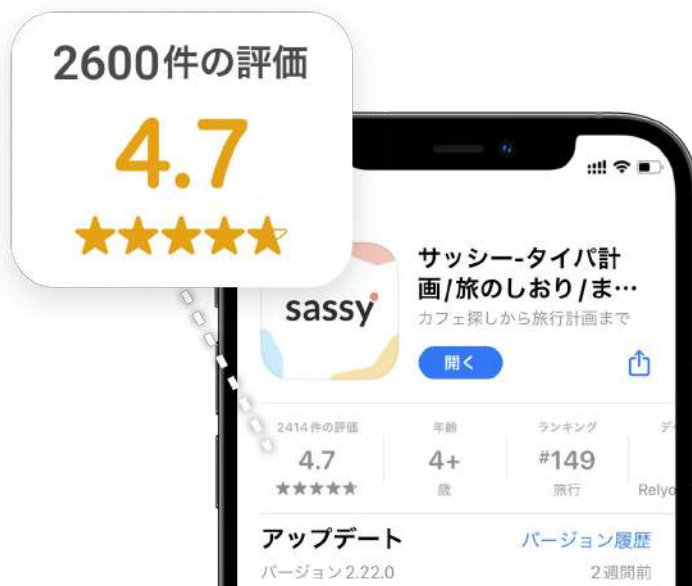 2600件の評価
4.7
サッシー-タイパ計
画/旅のしおり/ま…
カフェ探しから旅行計画まで
sassy
開く
2414件の評価
4.7
年齢
4+
歳
ランキング
#149
旅行
デ
Relyo
アップデート
バージョン履歴
バージョン 2.22.0
2週間前